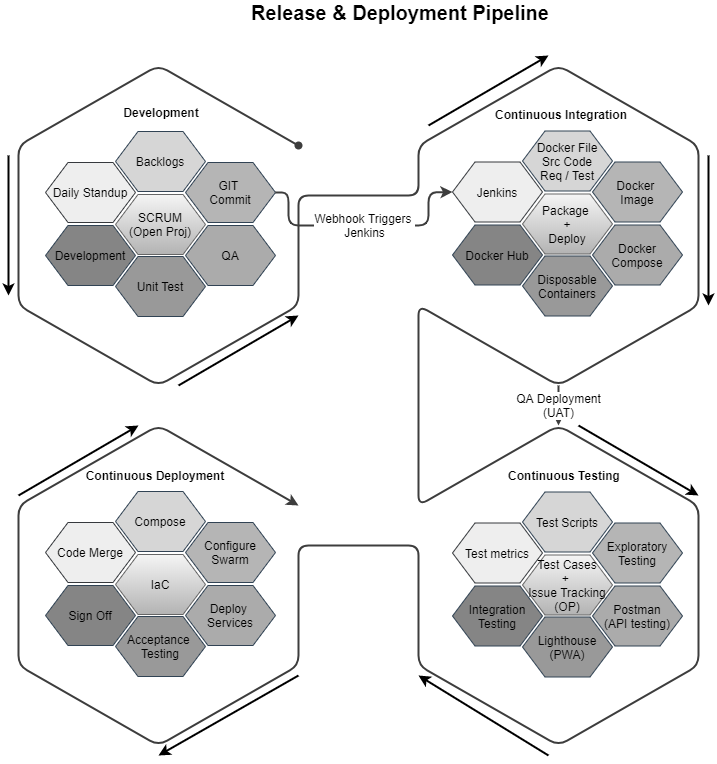 Release & Deployment Pipeline
Development
Backlogs
Daily Standup
GIT
Commit
SCRUM
(Open Proj)
Development
QA
Unit Test
Webhook Triggers
Jenkins
Continuous Integration
Docker File
Src Code
Req / Test
Jenkins
Docker
Image
Package
+
Deploy
Docker Hub
Docker
Compose
Disposable
Containers
QA Deployment
(UAT)
Continuous Deployment
Compose
Code Merge
Configure
Swarm
IaC
Sign Off
Deploy
Services
Acceptance
Testing
Continuous Testing
Test Scripts
Test metrics
Exploratory
Testing
Test Cases
+
Issue Tracking
(OP)
Integration
Testing
Postman
(API testing)
Lighthouse
(PWA)